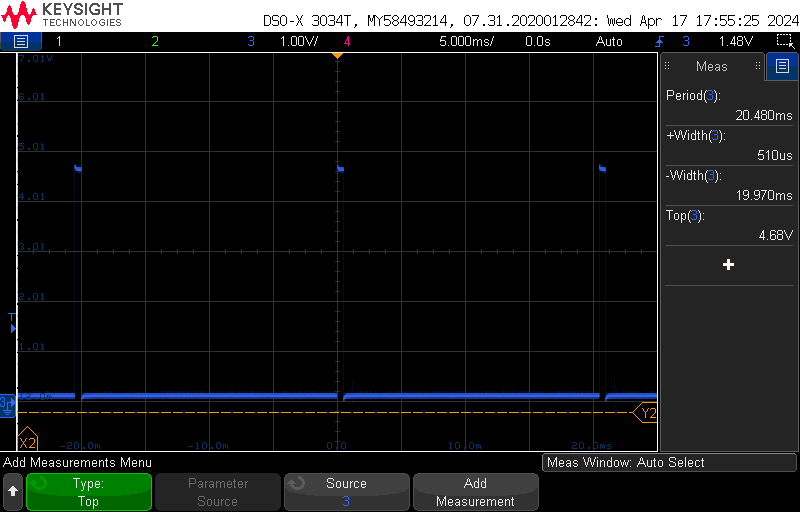 KEYSIGHT
TECHNOLOGIES
DSO-X 3034T, MY58493214, 07.31.2020012842: Wed Apr 17 17:55:25 2024
1 2 3 1.00V/ 4 5.000ms/ 0.0s Auto 3 1.48V
7.01V
6.01
5.01
4.01
3.01
2.01
1.01
-20.0m -10.0m 0.0 10.0m 20.0ms
T
3
X2
Y2
Meas
Period(3):
20.480ms
+Width(3):
510us
-Width(3):
19.970ms
Top(3):
4.68V
+
Add Measurements Menu
Meas Window: Auto Select
Type:
Top
Parameter
Source
Source
3
Add
Measurement